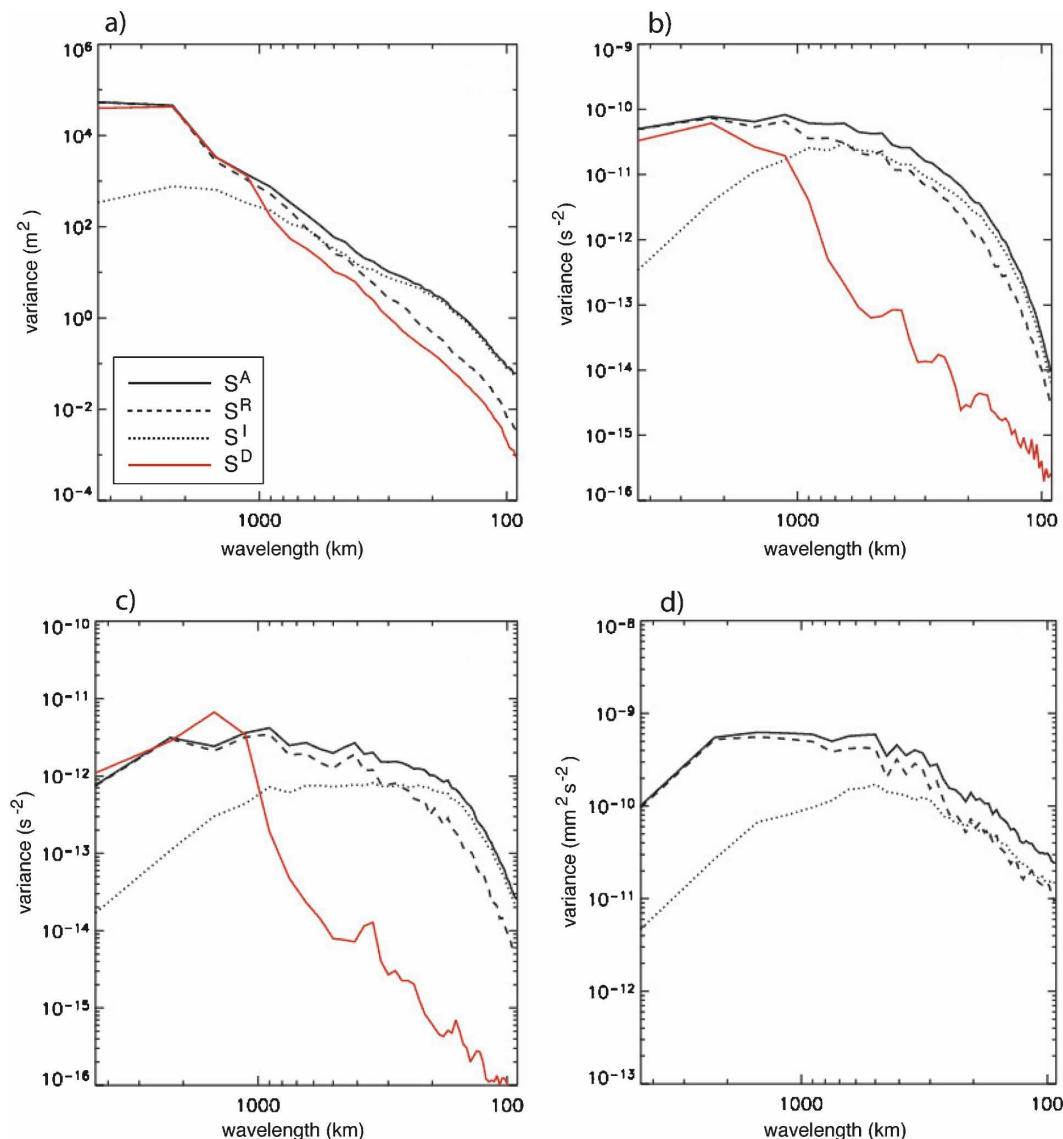 a)
10^6
10^4
10^2
10^0
10^-2
10^-4
variance (m^2)
S^A
S^R
S^I
S^D
1000
100
wavelength (km)
b)
10^-9
10^-10
10^-11
10^-12
10^-13
10^-14
10^-15
10^-16
variance (s^-2)
1000
100
wavelength (km)
c)
10^-10
10^-11
10^-12
10^-13
10^-14
10^-15
10^-16
variance (s^-2)
1000
100
wavelength (km)
d)
10^-8
10^-9
10^-10
10^-11
10^-12
10^-13
variance (mm^2 s^-2)
1000
100
wavelength (km)